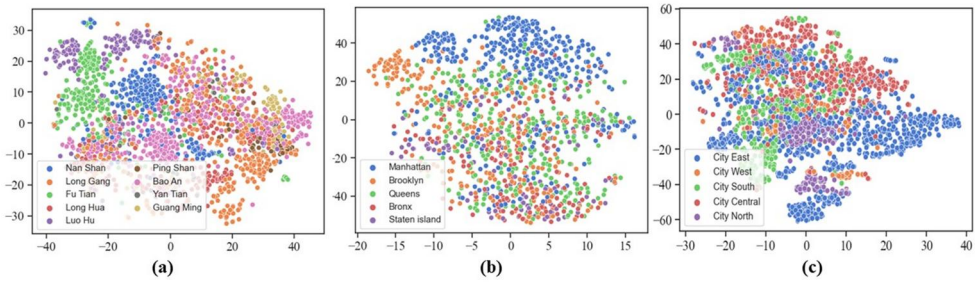 30
20
10
0
−10
−20
−30
−40
−20
0
20
40
Nan Shan
Long Gang
Fu Tian
Long Hua
Luo Hu
Ping Shan
Bao An
Yan Tian
Guang Ming
(a)
40
20
0
−20
−40
−20
−15
−10
−5
0
5
10
15
Manhattan
Brooklyn
Queens
Bronx
Staten island
(b)
60
40
20
0
−20
−40
−60
−30
−20
−10
0
10
20
30
40
City East
City West
City South
City Central
City North
(c)